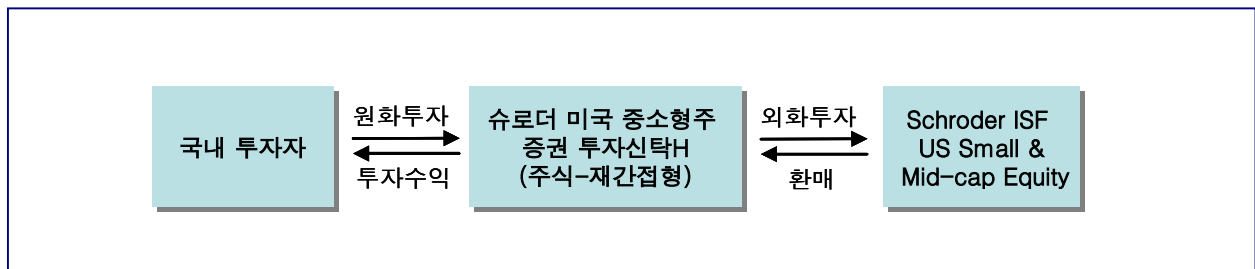 국내 투자자
원화투자
투자수익
슈로더 미국 중소형주
증권 투자신탁H
(주식-재간접형)
외화투자
환매
Schroder ISF
US Small &
Mid-cap Equity